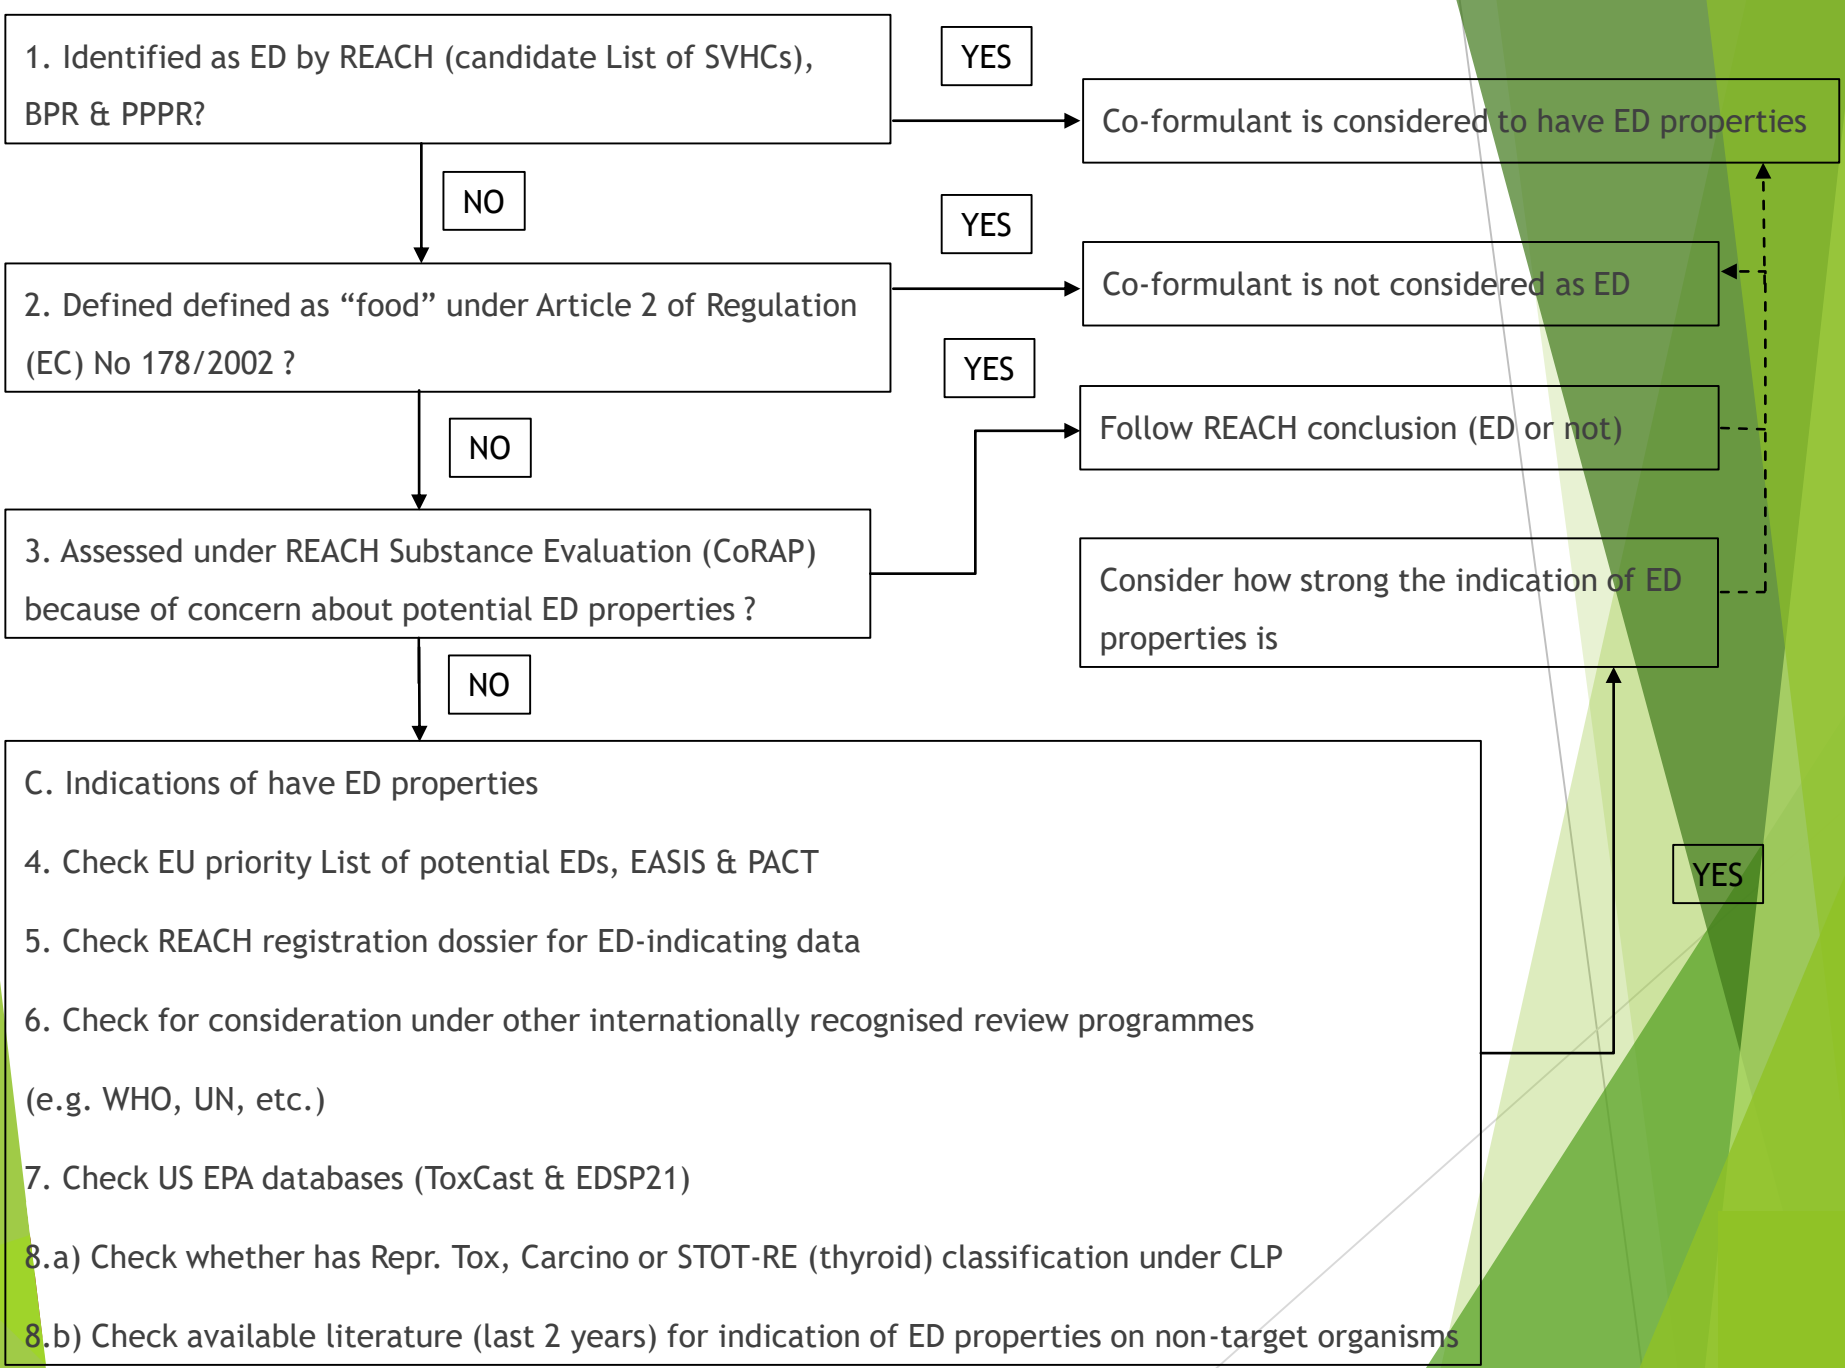 1. Identified as ED by REACH (candidate List of SVHCs),
BPR & PPPR?
YES
Co-formulant is considered to have ED properties
NO
2. Defined defined as “food” under Article 2 of Regulation
(EC) No 178/2002 ?
YES
Co-formulant is not considered as ED
NO
3. Assessed under REACH Substance Evaluation (CoRAP)
because of concern about potential ED properties ?
YES
Follow REACH conclusion (ED or not)
Consider how strong the indication of ED
properties is
NO
C. Indications of have ED properties
4. Check EU priority List of potential EDs, EASIS & PACT
5. Check REACH registration dossier for ED-indicating data
6. Check for consideration under other internationally recognised review programmes
(e.g. WHO, UN, etc.)
7. Check US EPA databases (ToxCast & EDSP21)
8.a) Check whether has Repr. Tox, Carcino or STOT-RE (thyroid) classification under CLP
8.b) Check available literature (last 2 years) for indication of ED properties on non-target organisms
YES